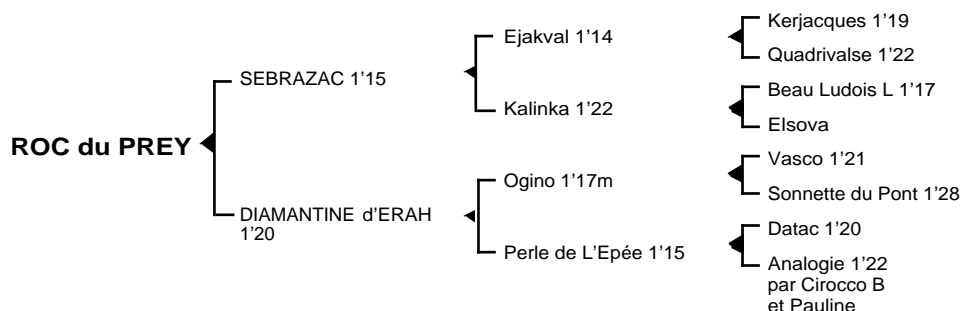 Kerjacques 1’19
Ejakval 1’14
Quadrivalse 1’22
SEBRAZAC 1’15
Beau Ludois L 1’17
Kalinka 1’22
Elsova
ROC du PREY
Vasco 1’21
Ogino 1’17m
Sonnette du Pont 1’28
DIAMANTINE d’ERAH
1’20
Datac 1’20
Perle de L’Epée 1’15
Analogie 1’22
par Cirocco B
et Pauline